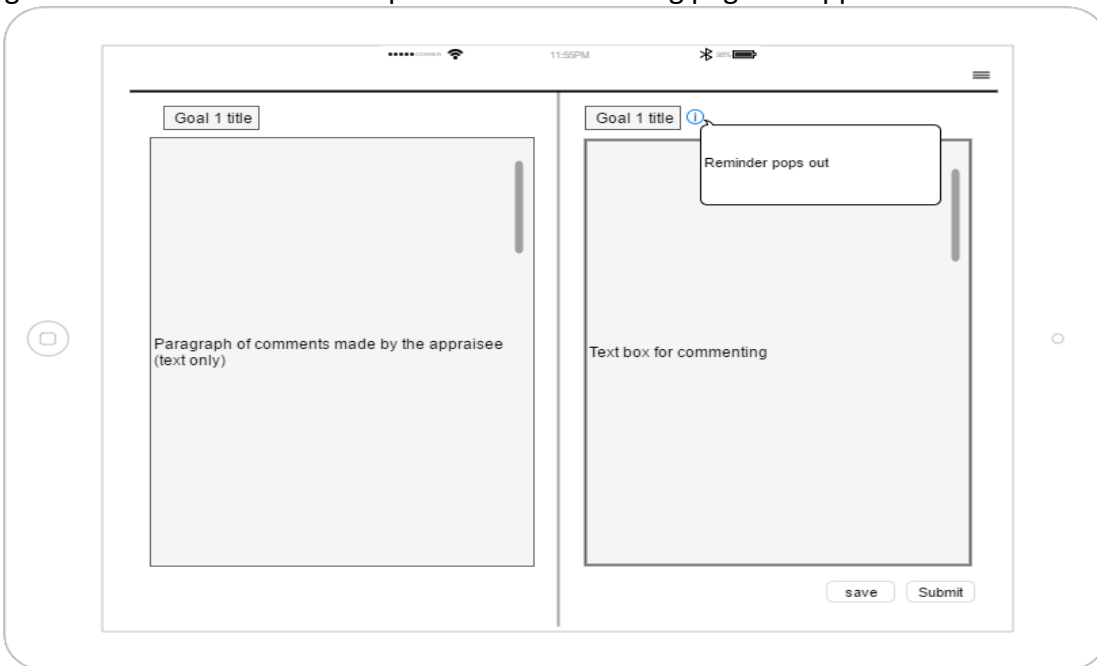 11:55PM
98%
Goal 1 title
Paragraph of comments made by the appraisee
(text only)
Goal 1 title
i
Reminder pops out
Text box for commenting
save
Submit